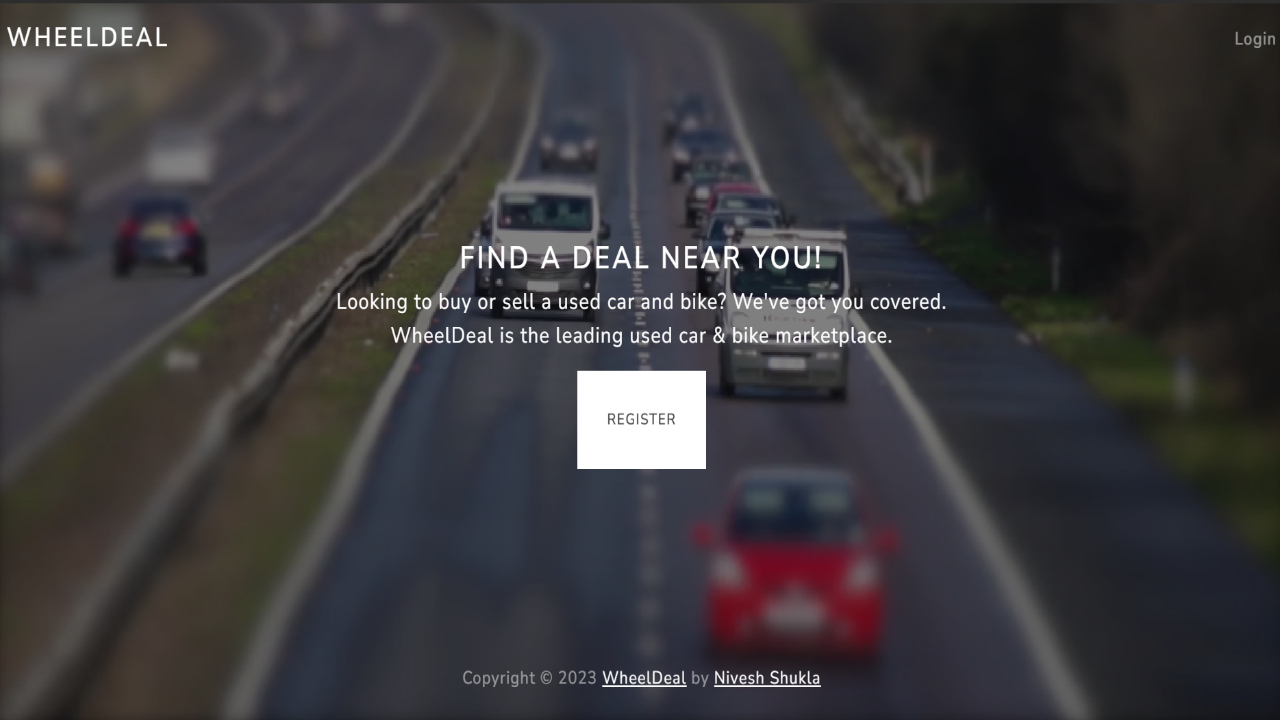 WHEELDEAL
Login
FIND A DEAL NEAR YOU!
Looking to buy or sell a used car and bike? We've got you covered.
WheelDeal is the leading used car & bike marketplace.
REGISTER
Copyright © 2023 WheelDeal by Nivesh Shukla